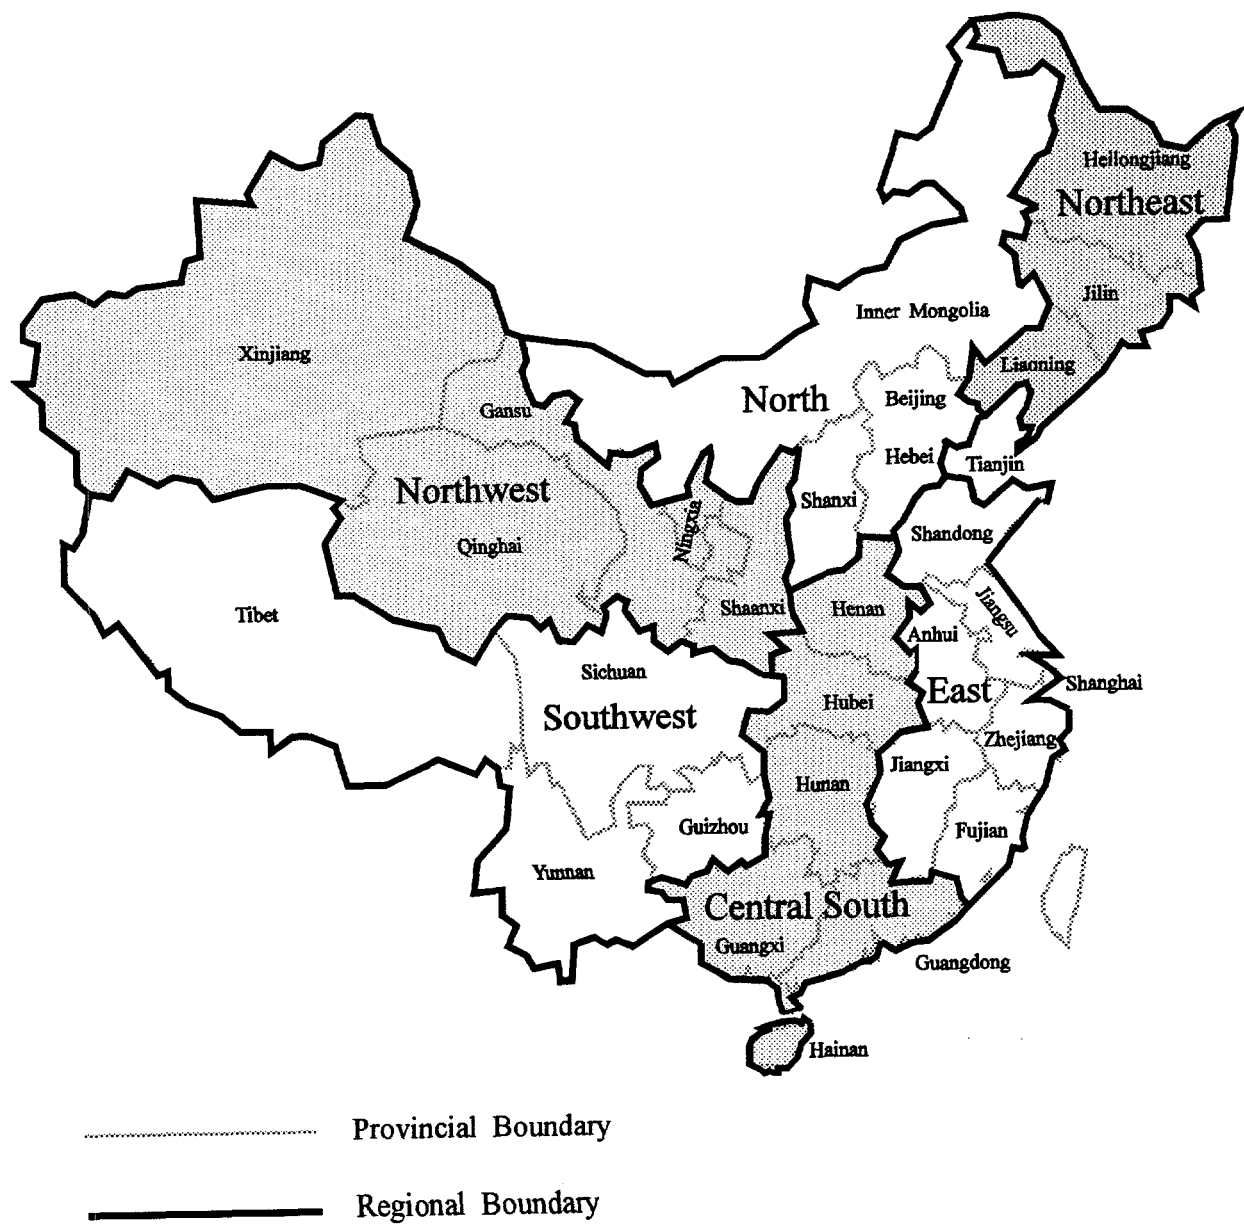 Heilongjiang
Northeast
Jilin
Inner Mongolia
Xinjiang
Liaoning
North
Beijing
Gansu
Hebei
Tianjin
Northwest
Shanxi
Ningxia
Shandong
Qinghai
Shaanxi
Henan
Jiangsu
Tibet
Anhui
Sichuan
East
Shanghai
Hubei
Southwest
Zhejiang
Jiangxi
Hunan
Guizhou
Fujian
Yunnan
Central South
Guangxi
Guangdong
Hainan
Provincial Boundary
Regional Boundary